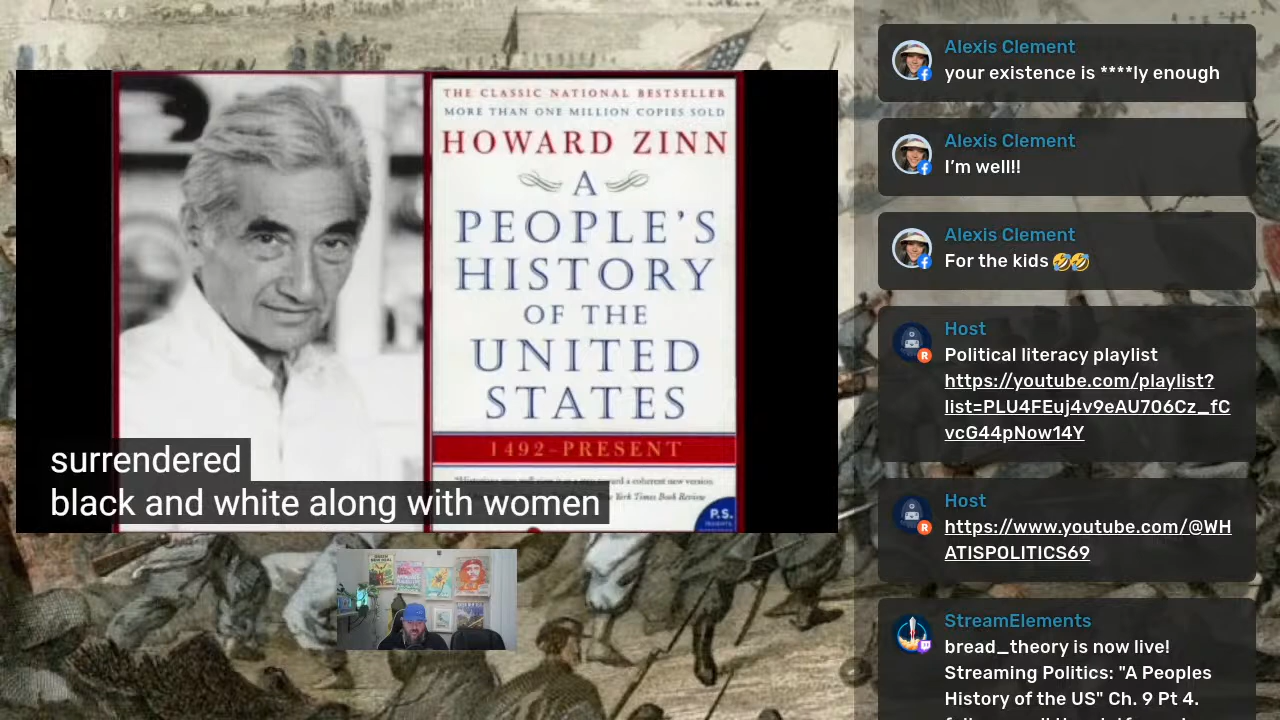 THE CLASSIC NATIONAL BESTSELLER
MORE THAN ONE MILLION COPIES SOLD
HOWARD ZINN
A
PEOPLE'S
HISTORY
OF THE
UNITED
STATES
1492–PRESENT
York Times Book Review
P.S.
surrendered
black and white along with women
Alexis Clement
your existence is ****ly enough
Alexis Clement
I'm well!!
Alexis Clement
For the kids 🤣🤣
Host
Political literacy playlist
https://youtube.com/playlist?
list=PLU4FEuj4v9eAU706Cz_fC
vcG44pNow14Y
Host
https://www.youtube.com/@WH
ATISPOLITICS69
StreamElements
bread_theory is now live!
Streaming Politics: "A Peoples
History of the US" Ch. 9 Pt 4.